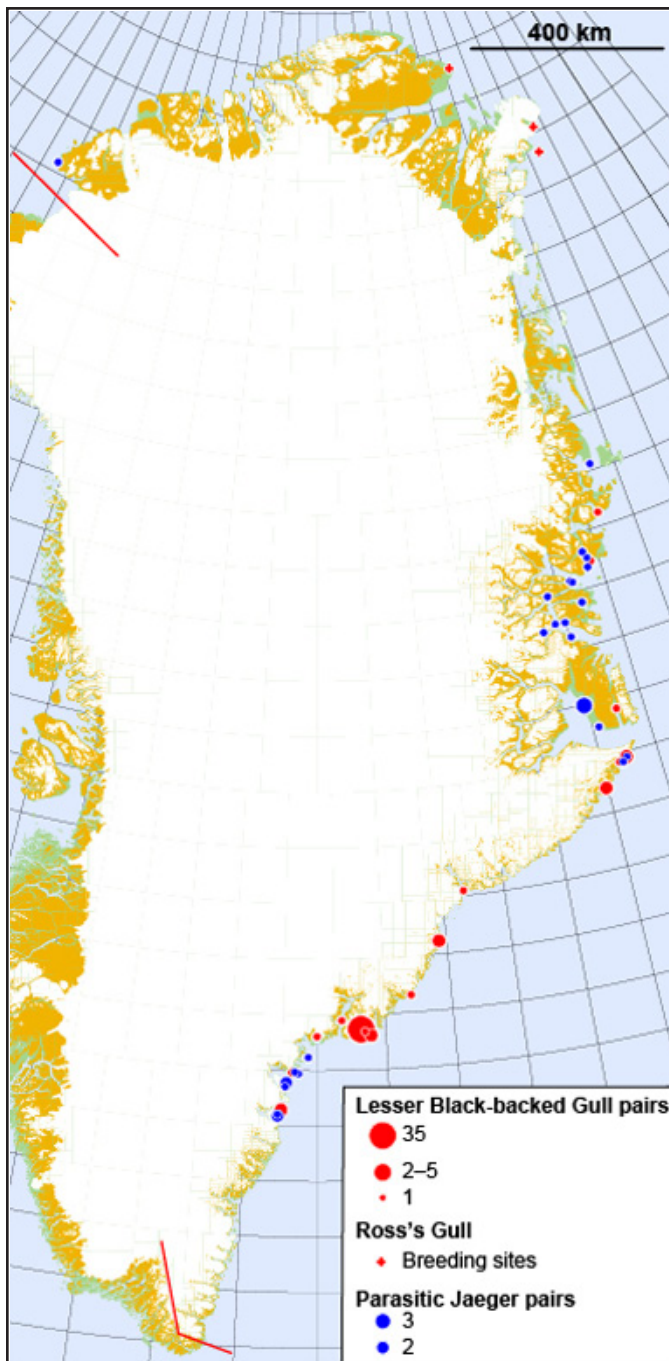 400 km
Lesser Black-backed Gull pairs
35
2–5
1
Ross's Gull
Breeding sites
Parasitic Jaeger pairs
3
2